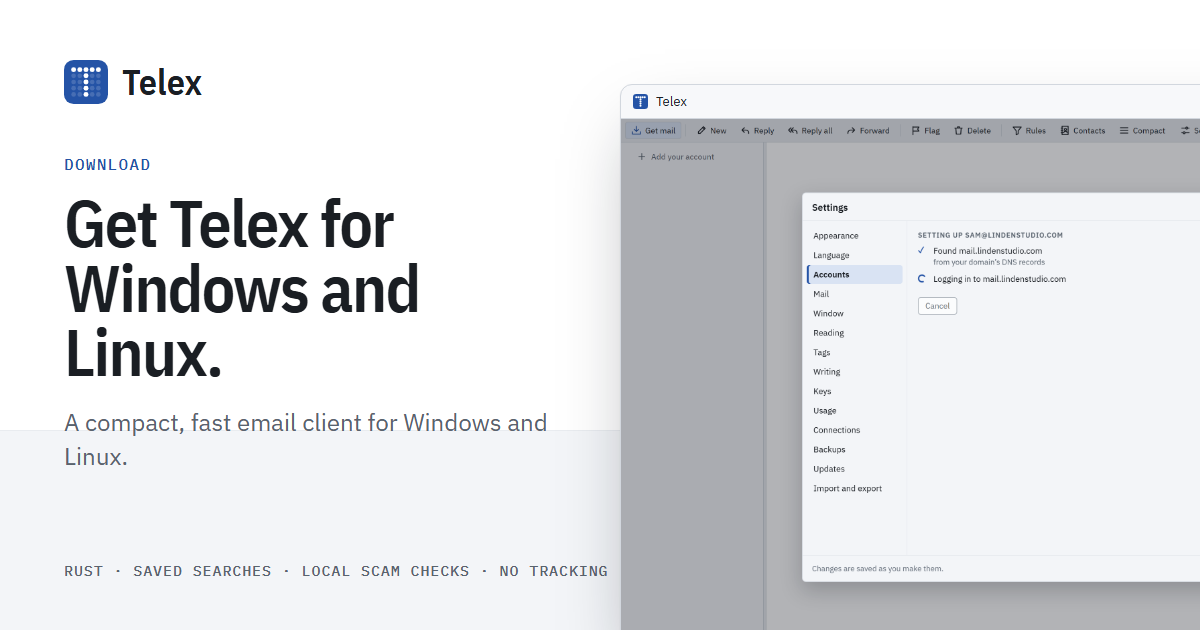 Telex
DOWNLOAD
Get Telex for
Windows and
Linux.
A compact, fast email client for Windows and
Linux.
RUST · SAVED SEARCHES · LOCAL SCAM CHECKS · NO TRACKING
Telex
Get mail New Reply Reply all Forward Flag Delete Rules Contacts Compact
Add your account
Settings
Appearance
Language
Accounts
Mail
Window
Reading
Tags
Writing
Keys
Usage
Connections
Backups
Updates
Import and export
SETTING UP SAM@LINDENSTUDIO.COM
Found mail.lindenstudio.com
from your domain's DNS records
Logging in to mail.lindenstudio.com
Cancel
Changes are saved as you make them.